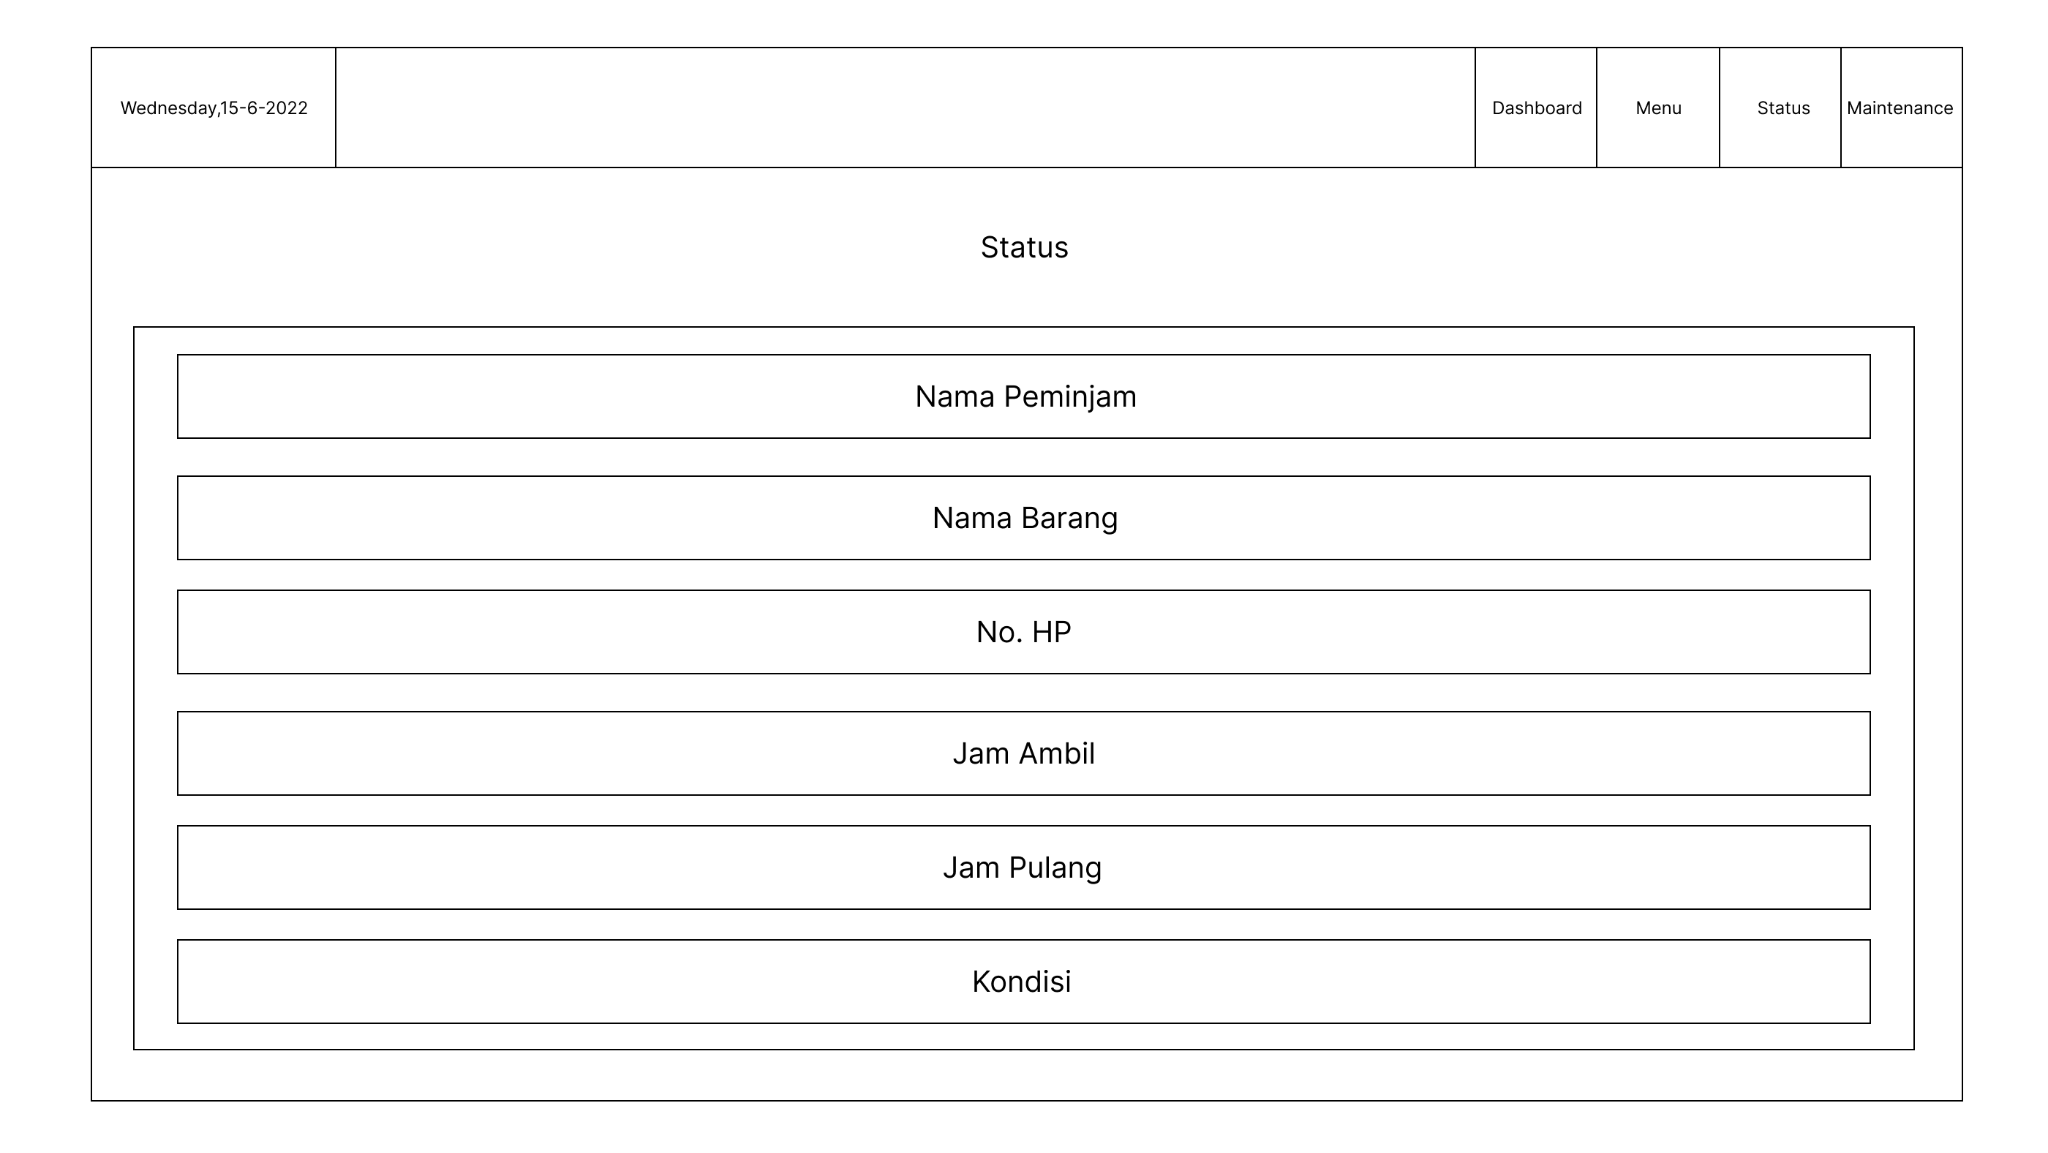 Wednesday,15-6-2022
Dashboard
Menu
Status
Maintenance
Status
Nama Peminjam
Nama Barang
No. HP
Jam Ambil
Jam Pulang
Kondisi